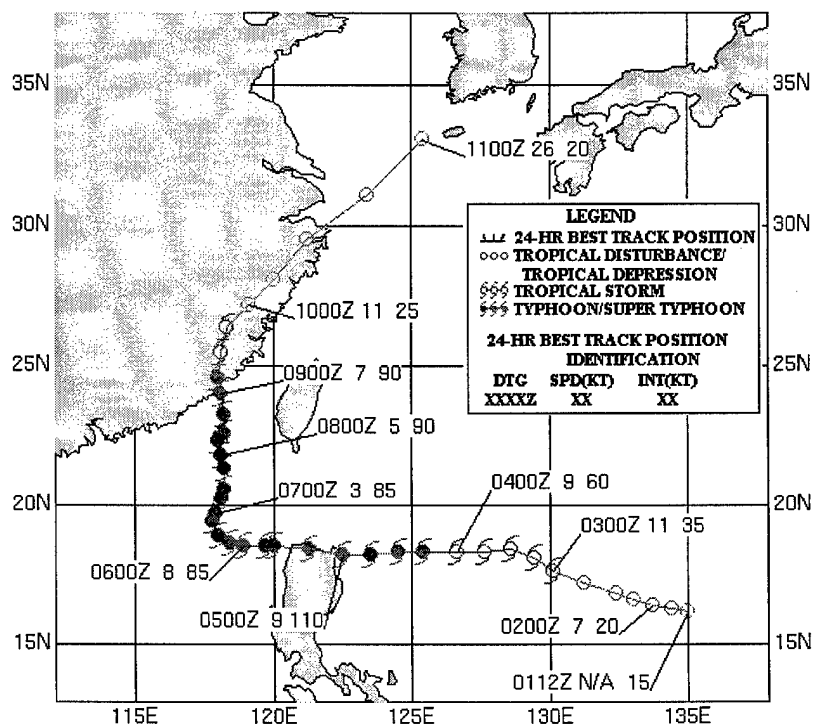 35N 35N
1100Z 26 20
30N 30N
LEGEND
24-HR BEST TRACK POSITION
TROPICAL DISTURBANCE/
TROPICAL DEPRESSION
TROPICAL STORM
TYPHOON/SUPER TYPHOON
24-HR BEST TRACK POSITION
IDENTIFICATION
DTG SPD(KT) INT(KT)
XXXXZ XX XX
1000Z 11 25
25N 25N
0900Z 7 90
0800Z 5 90
20N 20N
0700Z 3 85
0400Z 9 60
0300Z 11 35
0600Z 8 85
0500Z 9 110
0200Z 7 20
15N 15N
0112Z N/A 15
115E 120E 125E 130E 135E